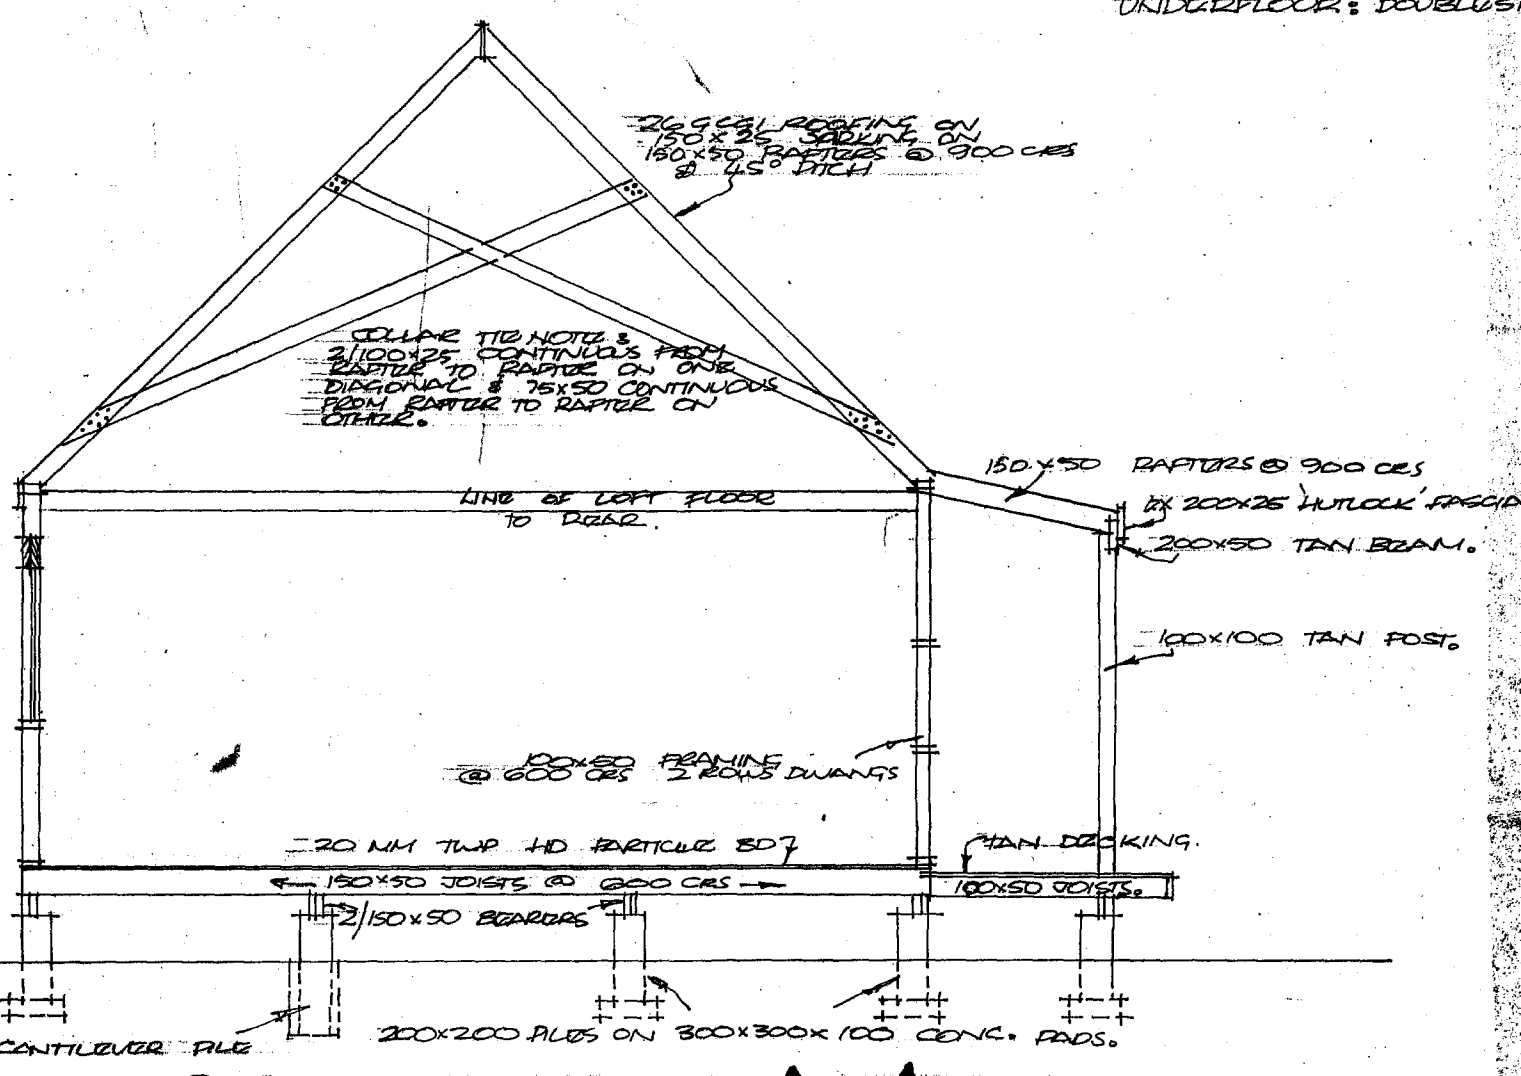 UNDERFLOOR: DOUBLESI
26 G CGI ROOFING ON
150 x 25 SARKING ON
150x50 RAFTERS @ 900 CRS
@ 45° PITCH
COLLAR TIE NOTE:
2/100x25 CONTINUOUS FROM
RAFTER TO RAFTER ON ONE
DIAGONAL & 75x50 CONTINUOUS
FROM RAFTER TO RAFTER ON
OTHER.
150 x 50 RAFTERS @ 900 CRS
LINE OF LOFT FLOOR
TO REAR.
EX 200x25 'HUTLOCK' FASCIA
200x50 TAN BEAM.
100x100 TAN POST.
100x50 FRAMING
@ 600 CRS 2 ROWS DWANGS
20 MM HD PARTICLE BD
TAN DECKING.
150x50 JOISTS @ 600 CRS
100x50 JOISTS.
2/150x50 BEARERS
200x200 PILES ON 300x300x100 CONC. PADS.
CANTILEVER PILE